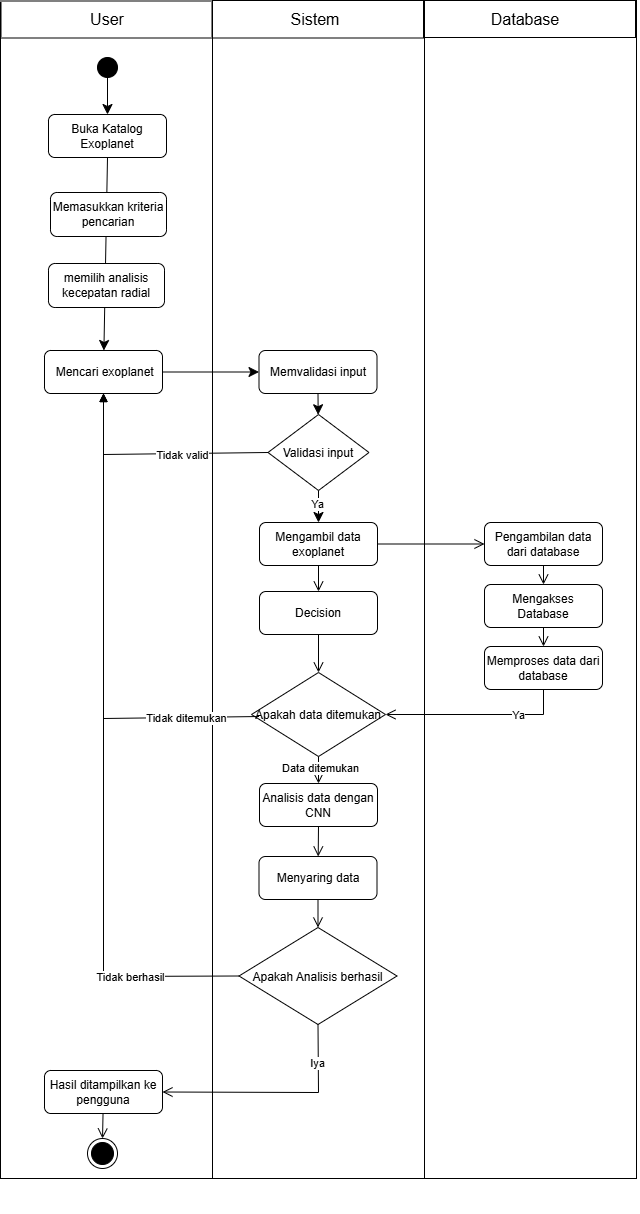 User
Sistem
Database
Buka Katalog
Exoplanet
Memasukkan kriteria
pencarian
memilih analisis
kecepatan radial
Mencari exoplanet
Memvalidasi input
Validasi input
Tidak valid
Ya
Mengambil data
exoplanet
Pengambilan data
dari database
Decision
Mengakses
Database
Memproses data dari
database
Apakah data ditemukan
Tidak ditemukan
Ya
Data ditemukan
Analisis data dengan
CNN
Menyaring data
Apakah Analisis berhasil
Tidak berhasil
Iya
Hasil ditampilkan ke
pengguna